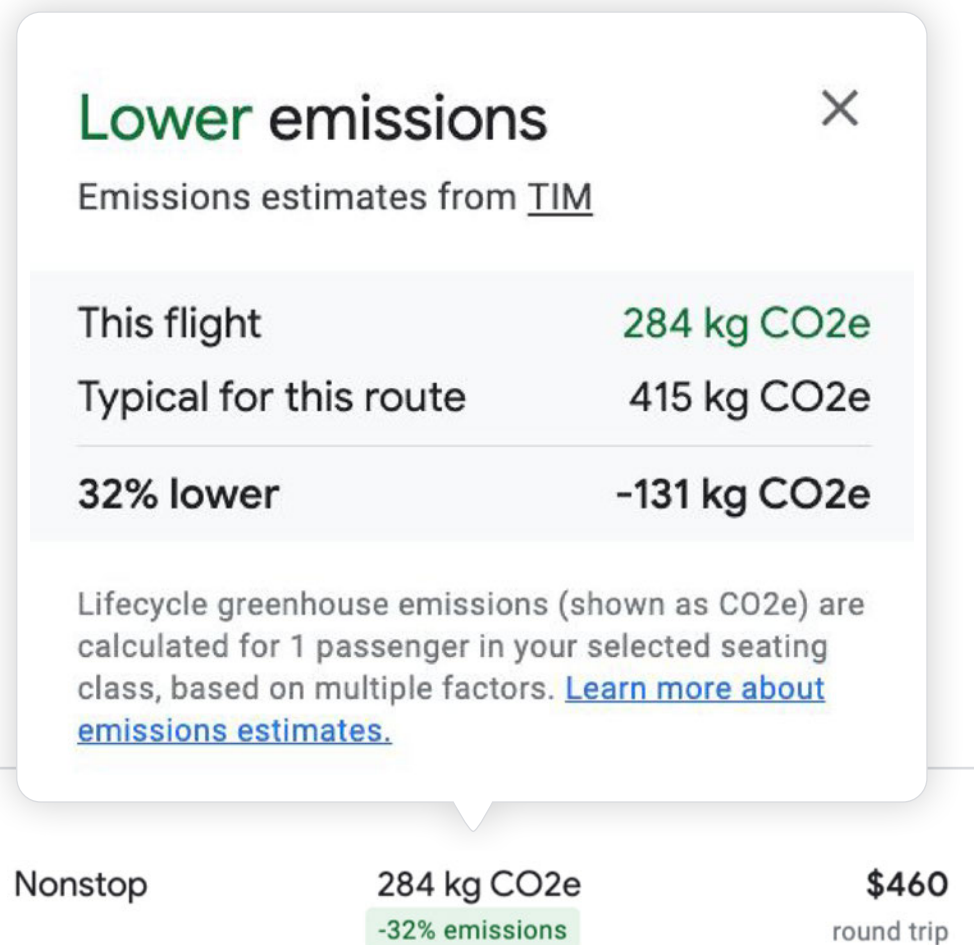 Lower emissions
Emissions estimates from TIM
This flight 284 kg CO2e
Typical for this route 415 kg CO2e
32% lower -131 kg CO2e
Lifecycle greenhouse emissions (shown as CO2e) are
calculated for 1 passenger in your selected seating
class, based on multiple factors. Learn more about
emissions estimates.
Nonstop 284 kg CO2e $460
-32% emissions round trip